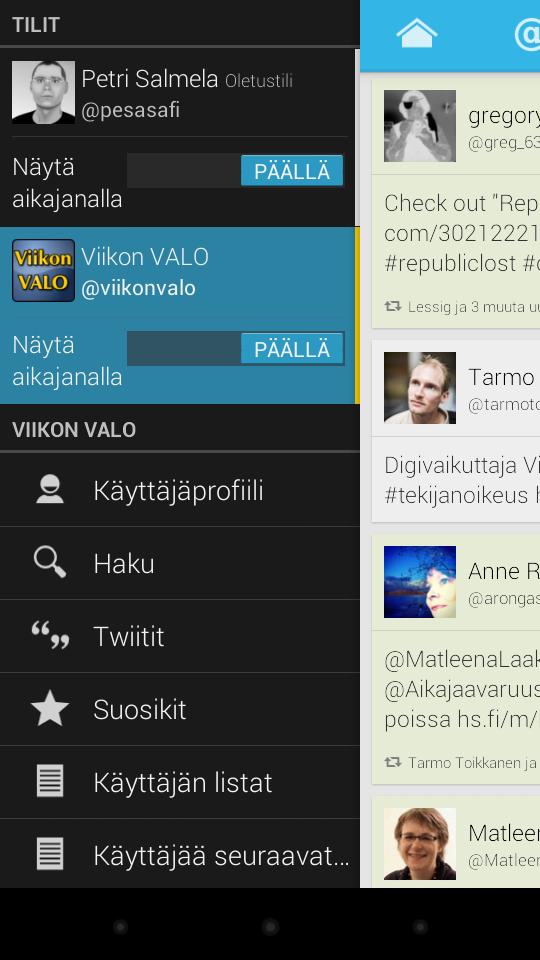 TILIT
Petri Salmela Oletustili
@pesasafi
Näytä
aikajanalla
PÄÄLLÄ
Viikon
VALO
Viikon VALO
@viikonvalo
Näytä
aikajanalla
PÄÄLLÄ
VIIKON VALO
Käyttäjäprofiili
Haku
Twiitit
Suosikit
Käyttäjän listat
Käyttäjää seuraavat...
@
gregory
@greg_63
Check out "Rep
com/30212221
#republiclost #c
Lessig ja 3 muuta uu
Tarmo
@tarmoto
Digivaikuttaja Vi
#tekijanoikeus h
Anne R
@arongas
@MatleenaLaak
@Aikajaavaruus
poissa hs.fi/m/
Tarmo Toikkanen ja
Matleen
@Matleen